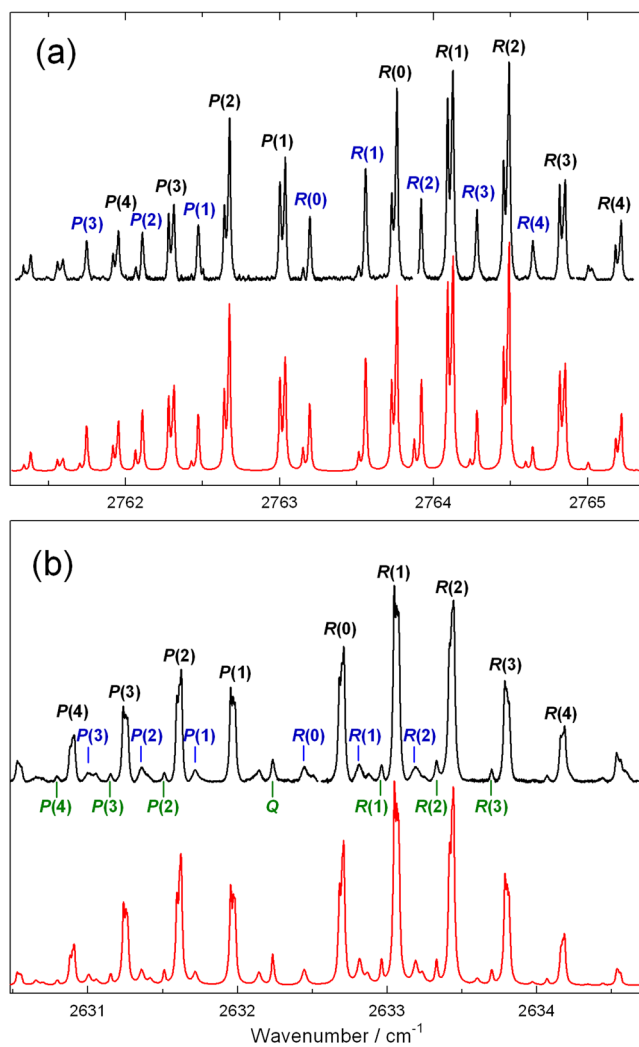 (a)
R(2)
R(1)
R(0)
P(2)
P(1)
R(1)
R(3)
P(3)
R(2)
P(4)
R(0)
R(3)
R(4)
P(3)
P(2)
P(1)
R(4)
2762
2763
2764
2765
(b)
R(1)
R(2)
R(0)
P(2)
P(1)
P(3)
R(3)
P(4)
P(3)
P(2)
P(1)
R(0)
R(1)
R(2)
R(4)
P(4)
P(3)
P(2)
Q
R(1)
R(2)
R(3)
2631
2632
2633
2634
Wavenumber / cm-1